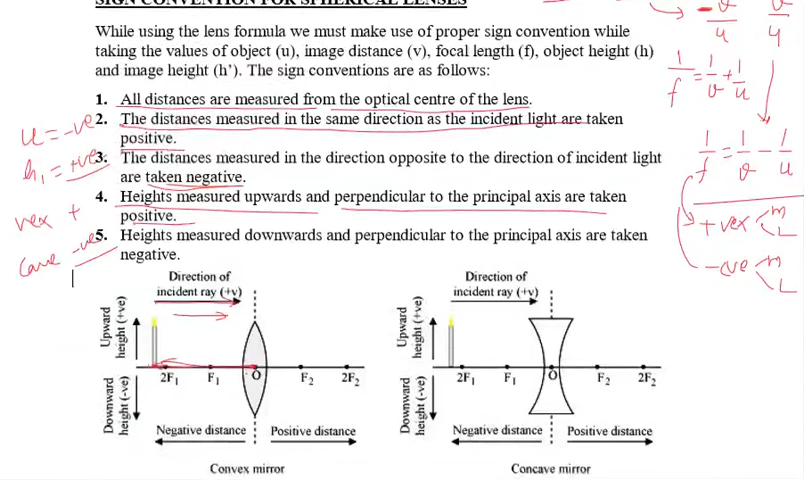 SIGN CONVENTION FOR SPHERICAL LENSES
While using the lens formula we must make use of proper sign convention while
taking the values of object (u), image distance (v), focal length (f), object height (h)
and image height (h’). The sign conventions are as follows:
1. All distances are measured from the optical centre of the lens.
2. The distances measured in the same direction as the incident light are taken
positive.
3. The distances measured in the direction opposite to the direction of incident light
are taken negative.
4. Heights measured upwards and perpendicular to the principal axis are taken
positive.
5. Heights measured downwards and perpendicular to the principal axis are taken
negative.
u = -ve
h₁ = +ve
vex +
cave -ve
-v/u v/u
1/f = 1/v + 1/u
1/f = 1/v - 1/u
+ vex < m L
- cve < m L
Direction of
incident ray (+v)
Upward
height (+ve)
Downward
height (-ve)
2F₁ F₁ O F₂ 2F₂
Negative distance Positive distance
Convex mirror
Direction of
incident ray (+v)
Upward
height (+ve)
Downward
height (-ve)
2F₁ F₁ O F₂ 2F₂
Negative distance Positive distance
Concave mirror